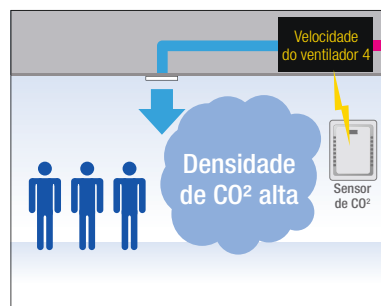 Velocidade
do ventilador 4
Densidade
de CO² alta
Sensor
de CO²